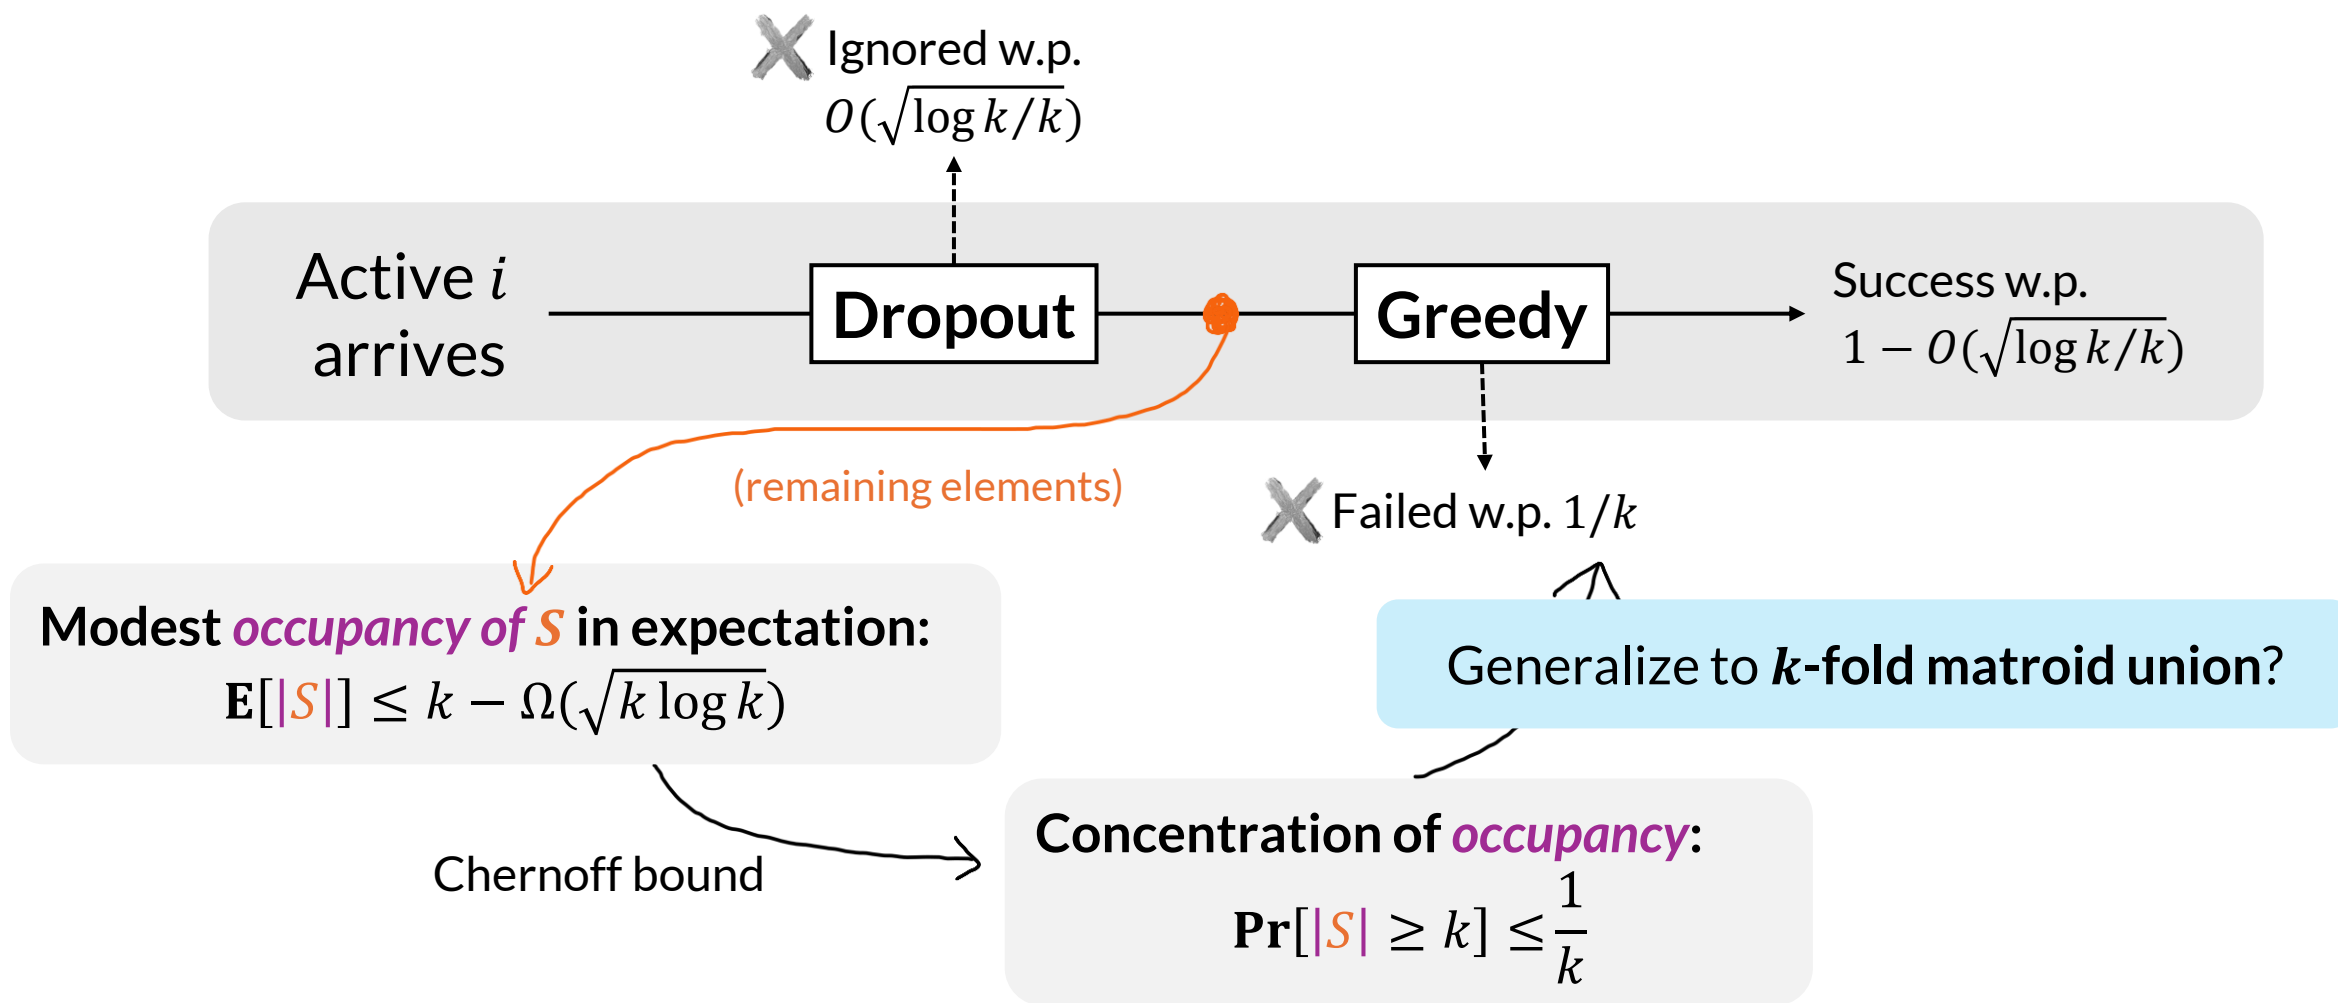 Ignored w.p.
O(√(log k/k))
Active i
arrives
Dropout
Greedy
Success w.p.
1 − O(√(log k/k))
(remaining elements)
Failed w.p. 1/k
Modest occupancy of S in expectation:
E[|S|] ≤ k − Ω(√(k log k))
Generalize to k-fold matroid union?
Chernoff bound
Concentration of occupancy:
Pr[|S| ≥ k] ≤ 1/k